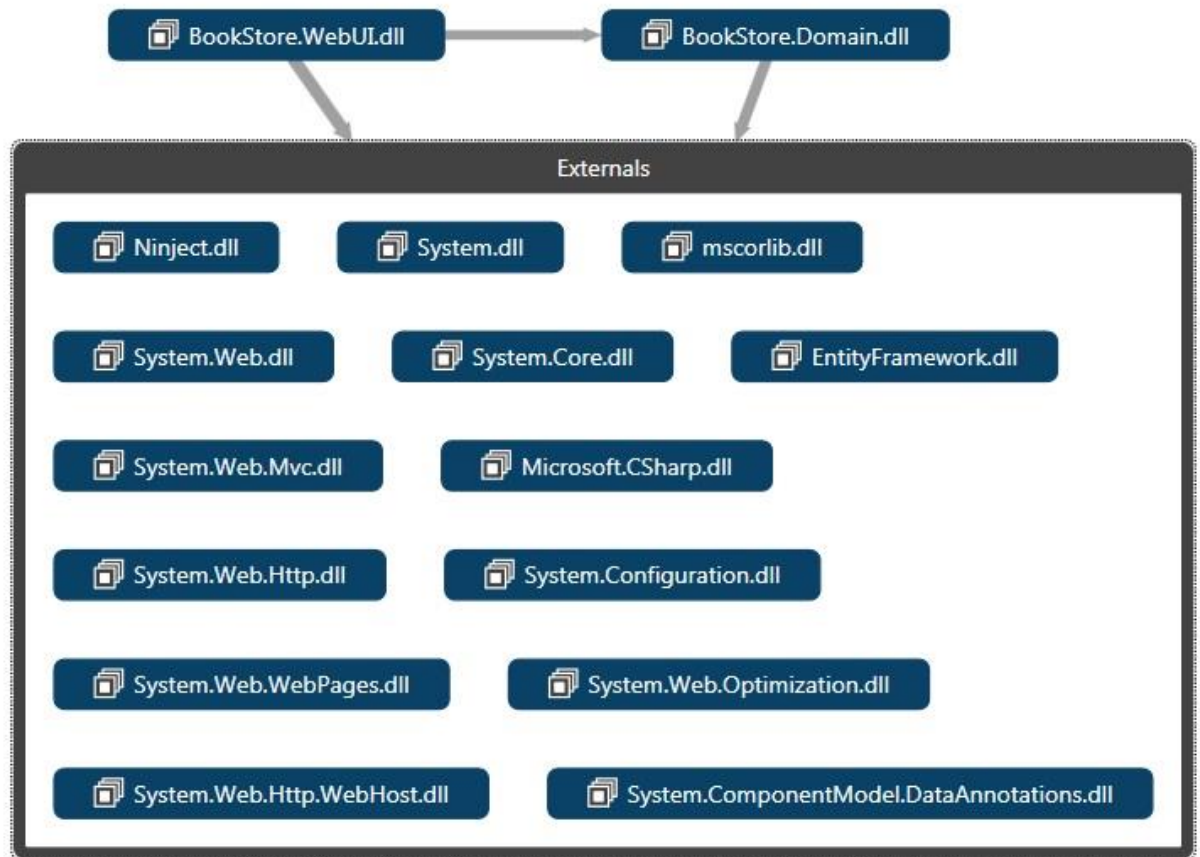 BookStore.WebUI.dll BookStore.Domain.dll
Externals
Ninject.dll System.dll mscorlib.dll
System.Web.dll System.Core.dll EntityFramework.dll
System.Web.Mvc.dll Microsoft.CSharp.dll
System.Web.Http.dll System.Configuration.dll
System.Web.WebPages.dll System.Web.Optimization.dll
System.Web.Http.WebHost.dll System.ComponentModel.DataAnnotations.dll